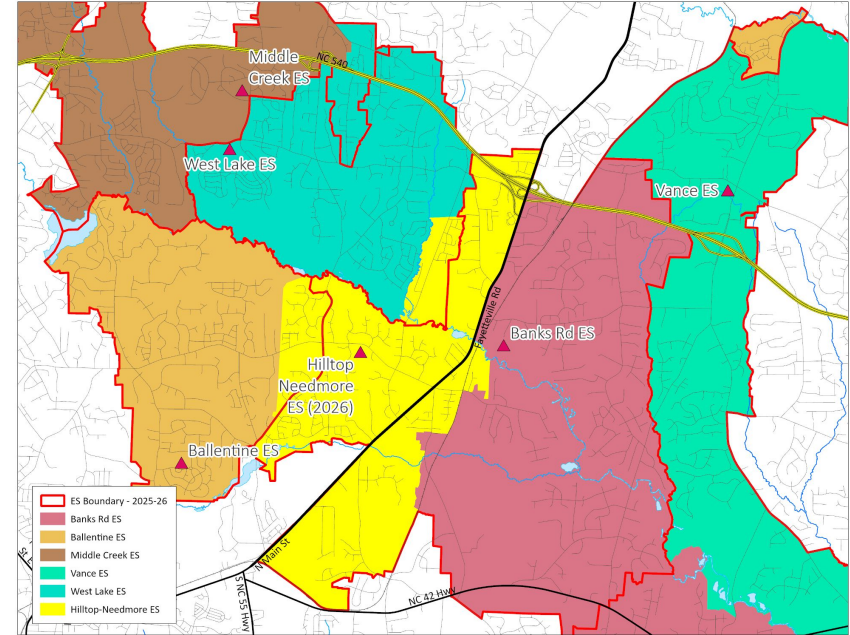 Middle
Creek ES
NC 540
West Lake ES
Vance ES
Fayetteville Rd
Banks Rd ES
Hilltop
Needmore
ES (2026)
Ballentine ES
ES Boundary - 2025-26
Banks Rd ES
Ballentine ES
Middle Creek ES
Vance ES
West Lake ES
Hilltop-Needmore ES
N Main St
S NC 55 Hwy
NC 42 Hwy